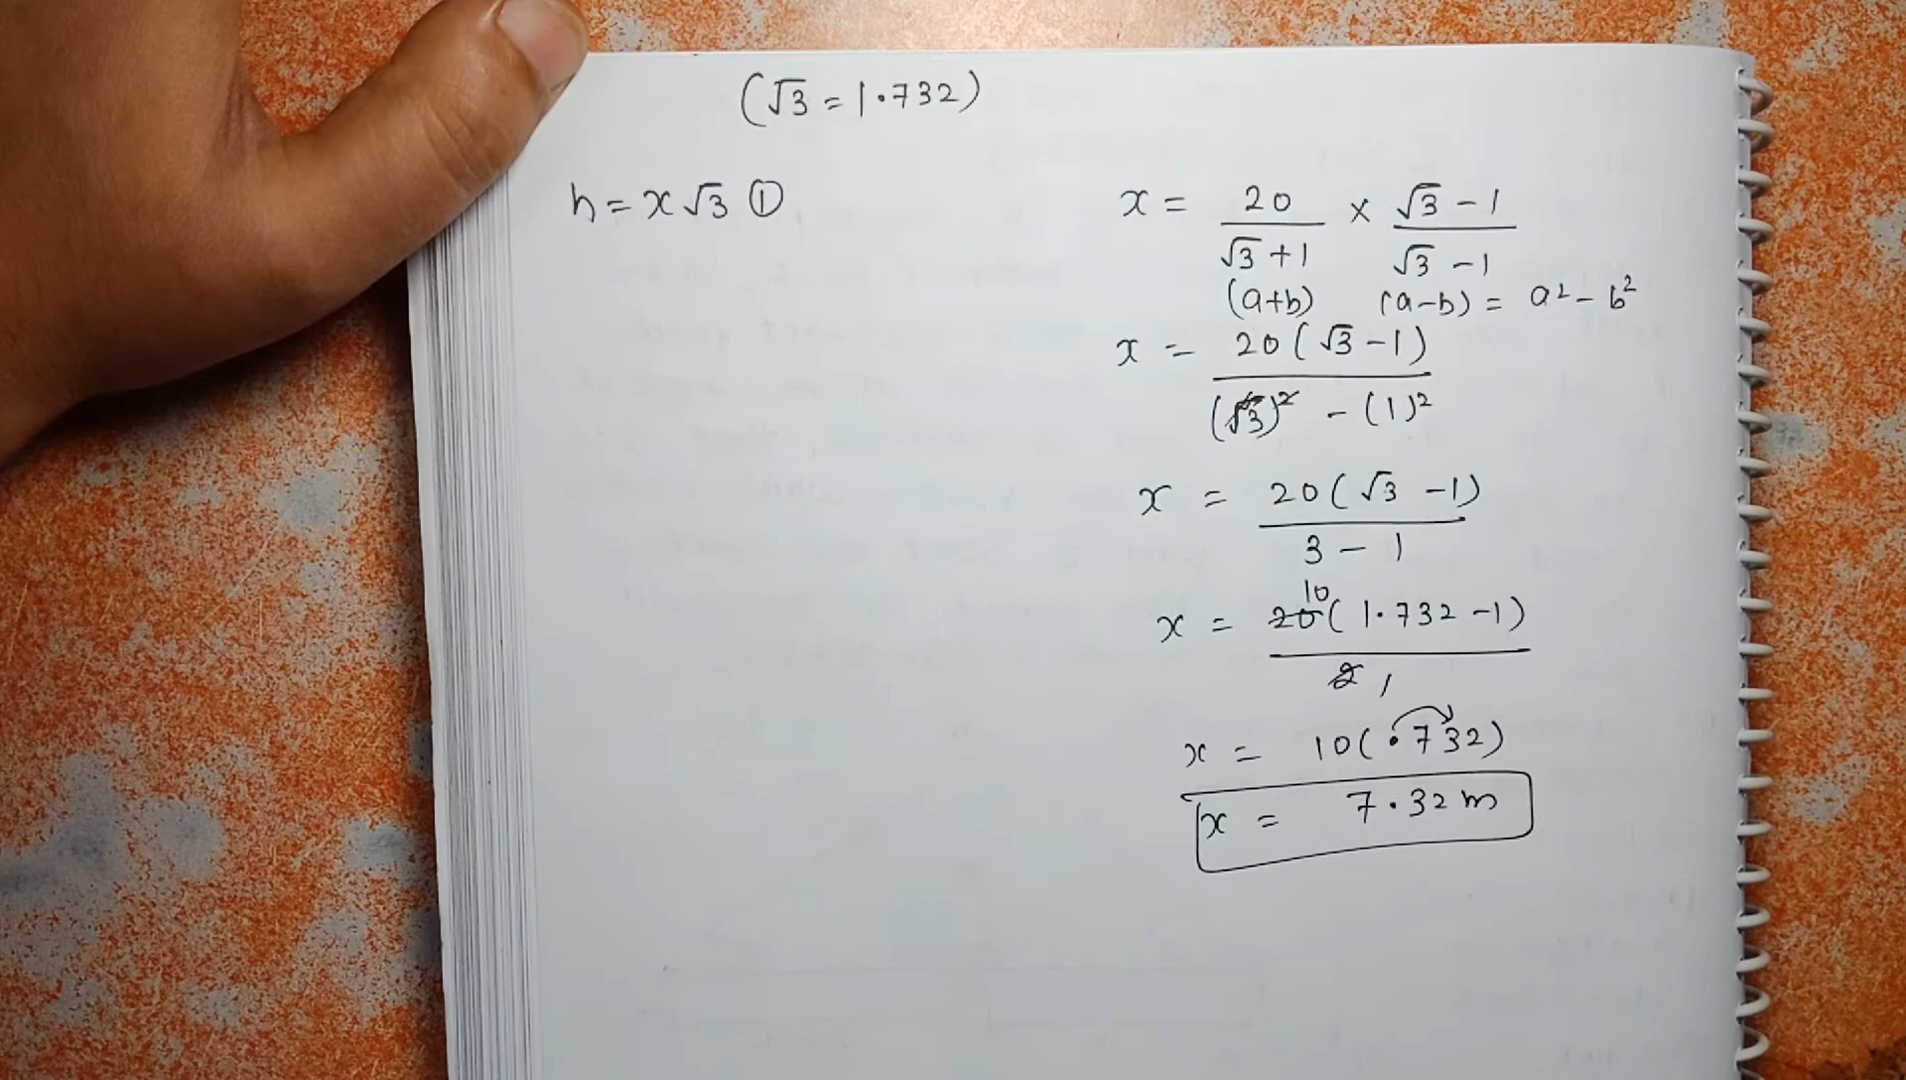 (√3 = 1.732)
h = x√3 ①
x = 20/(√3 + 1) × (√3 - 1)/(√3 - 1)
(a+b) (a-b) = a² - b²
x = 20(√3 - 1)/((√3)² - (1)²)
x = 20(√3 - 1)/(3 - 1)
10
x = 20(1.732 - 1)/2 1
x = 10(.732)
x = 7.32 m